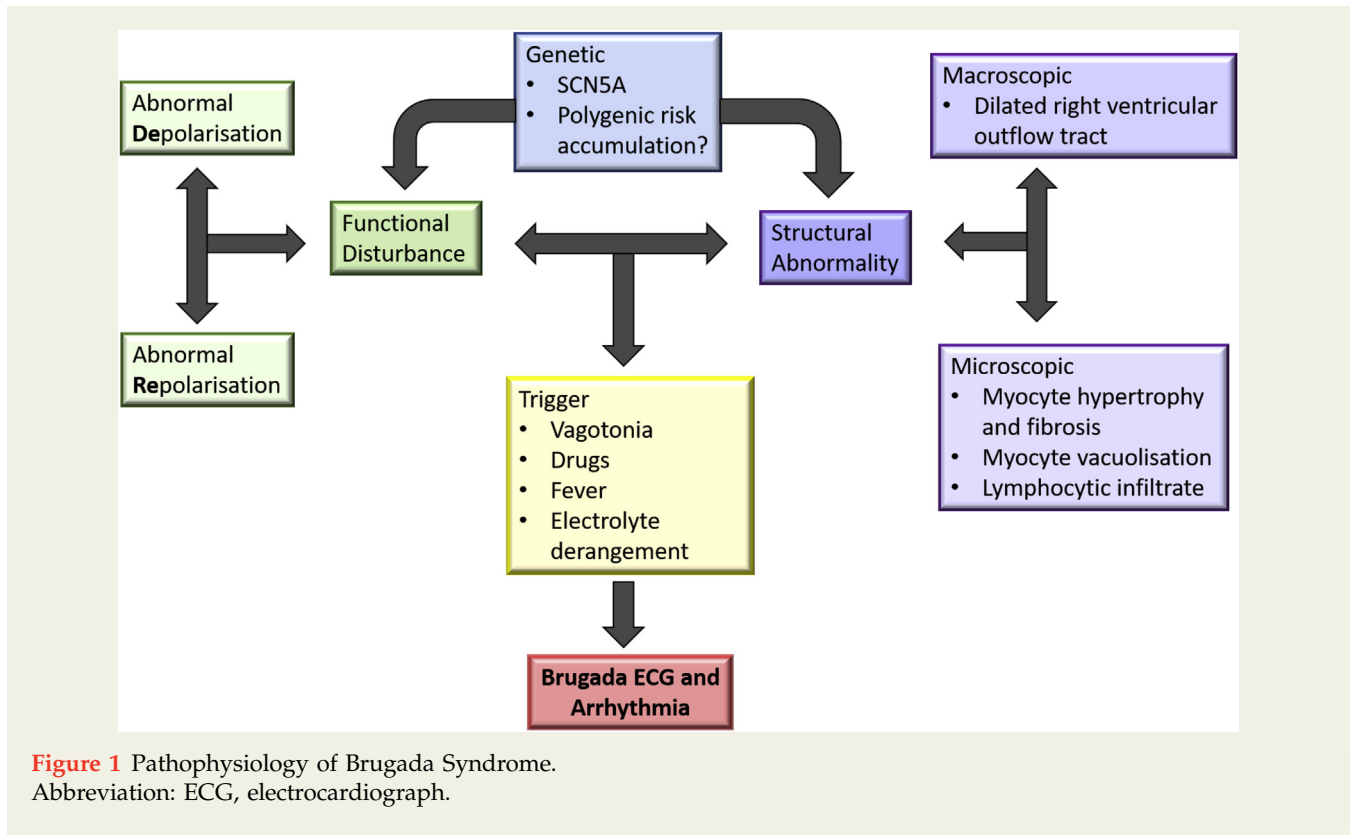 Genetic
• SCN5A
• Polygenic risk
accumulation?
Abnormal
Depolarisation
Macroscopic
• Dilated right ventricular
outflow tract
Functional
Disturbance
Structural
Abnormality
Abnormal
Repolarisation
Microscopic
• Myocyte hypertrophy
and fibrosis
• Myocyte vacuolisation
• Lymphocytic infiltrate
Trigger
• Vagotonia
• Drugs
• Fever
• Electrolyte
derangement
Brugada ECG and
Arrhythmia
Figure 1 Pathophysiology of Brugada Syndrome.
Abbreviation: ECG, electrocardiograph.